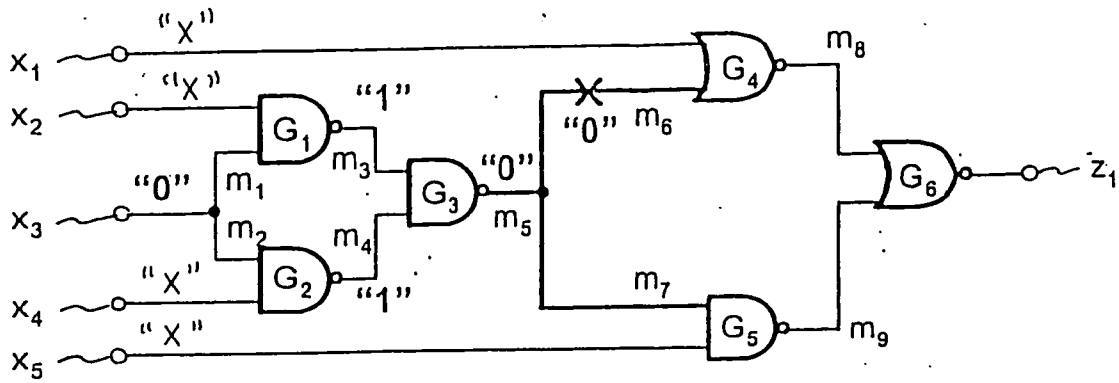 x₁ “X” G₄ m₈
x₂ “X” “1” “0” m₆
G₁ m₃
x₃ “0” m₁ G₃ “0” m₅ G₆ z₁
m₂ m₄
x₄ “X” G₂ “1” m₇
x₅ “X” G₅ m₉